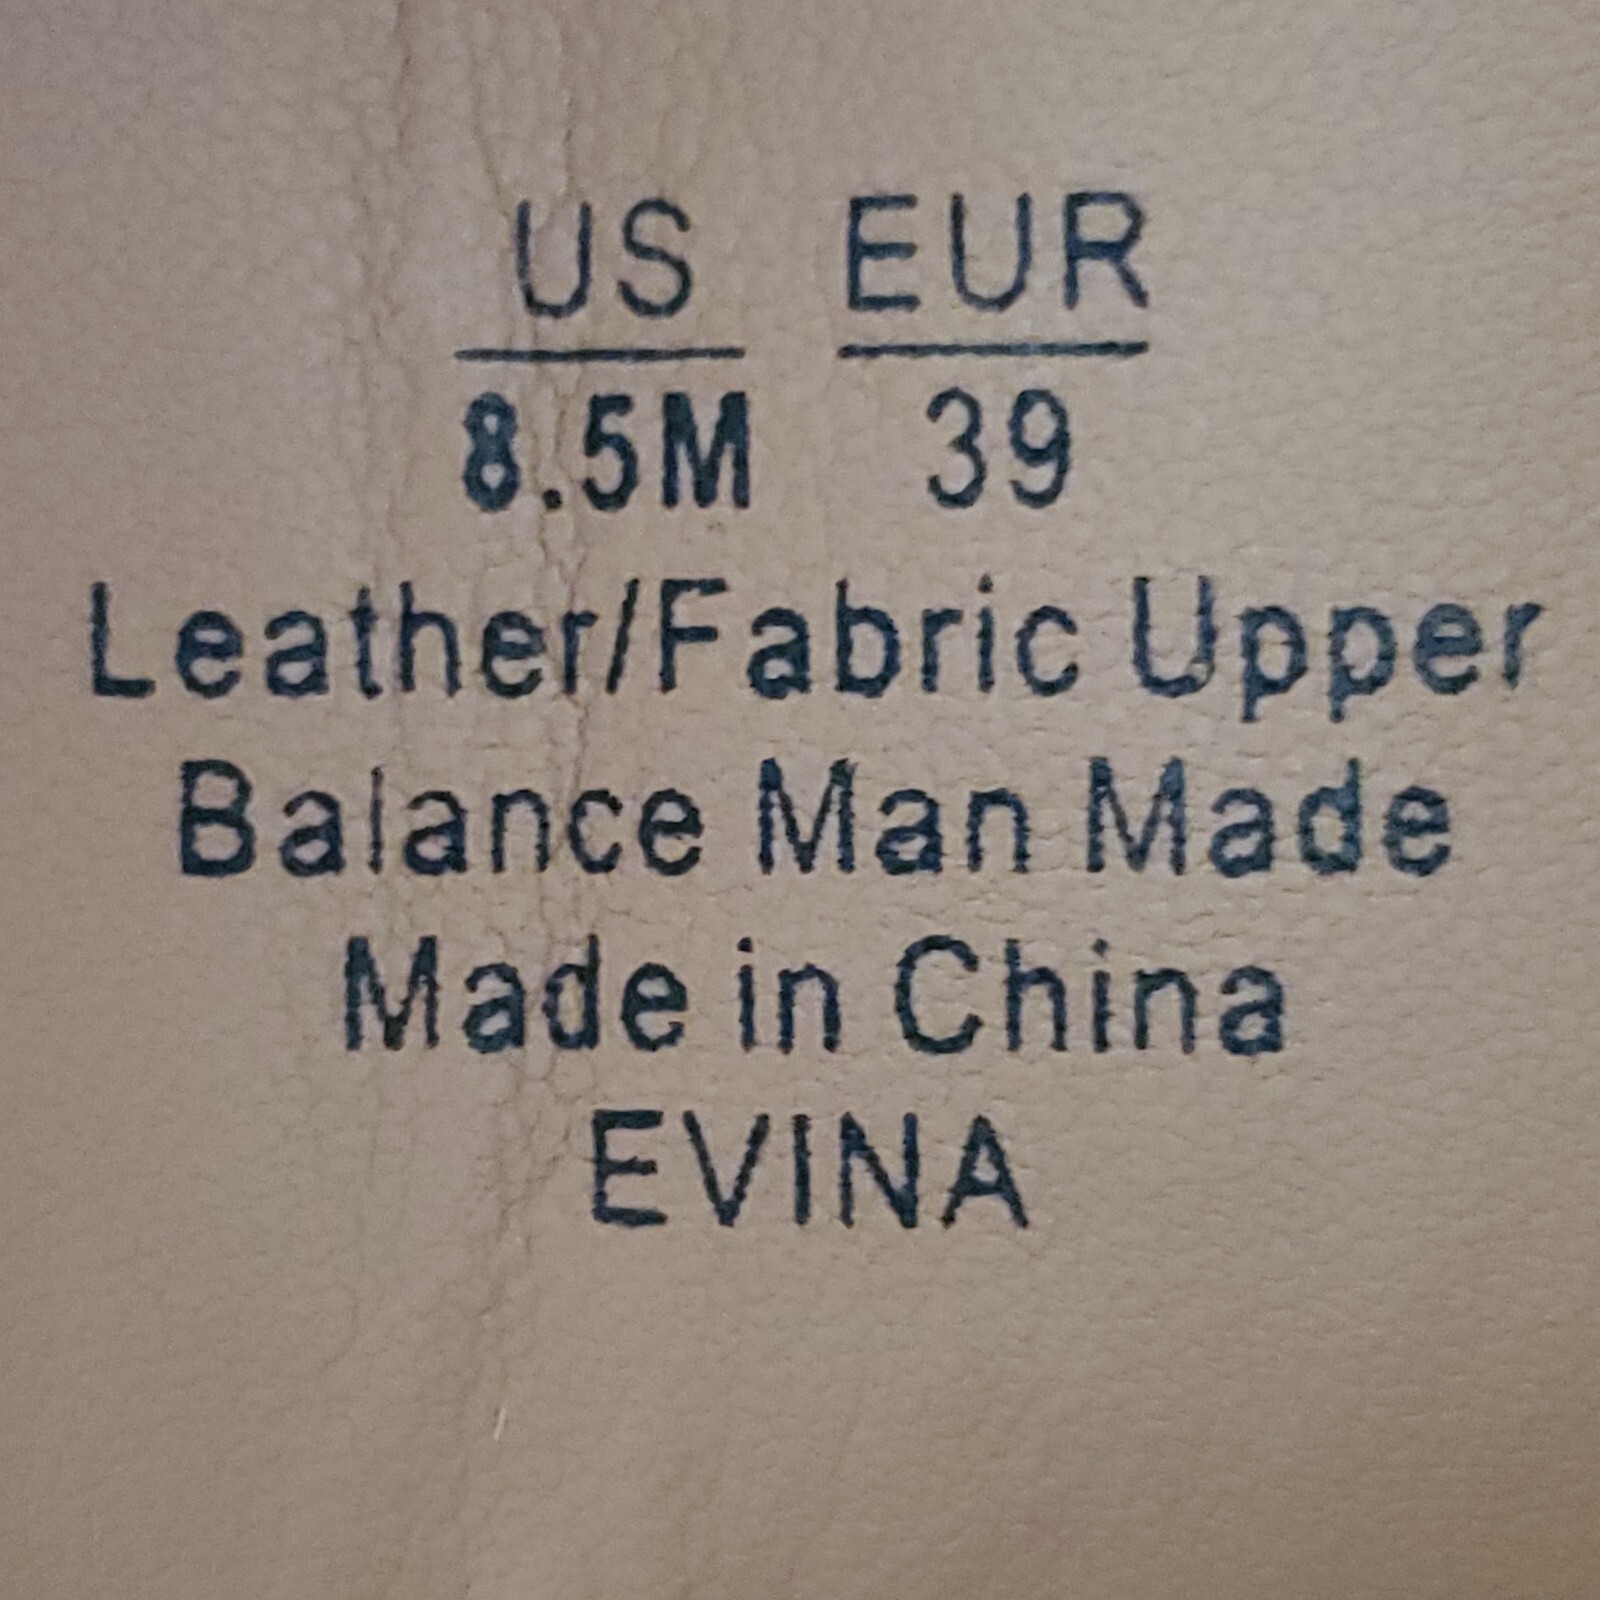 US EUR
8.5M 39
Leather/Fabric Upper
Balance Man Made
Made in China
EVINA